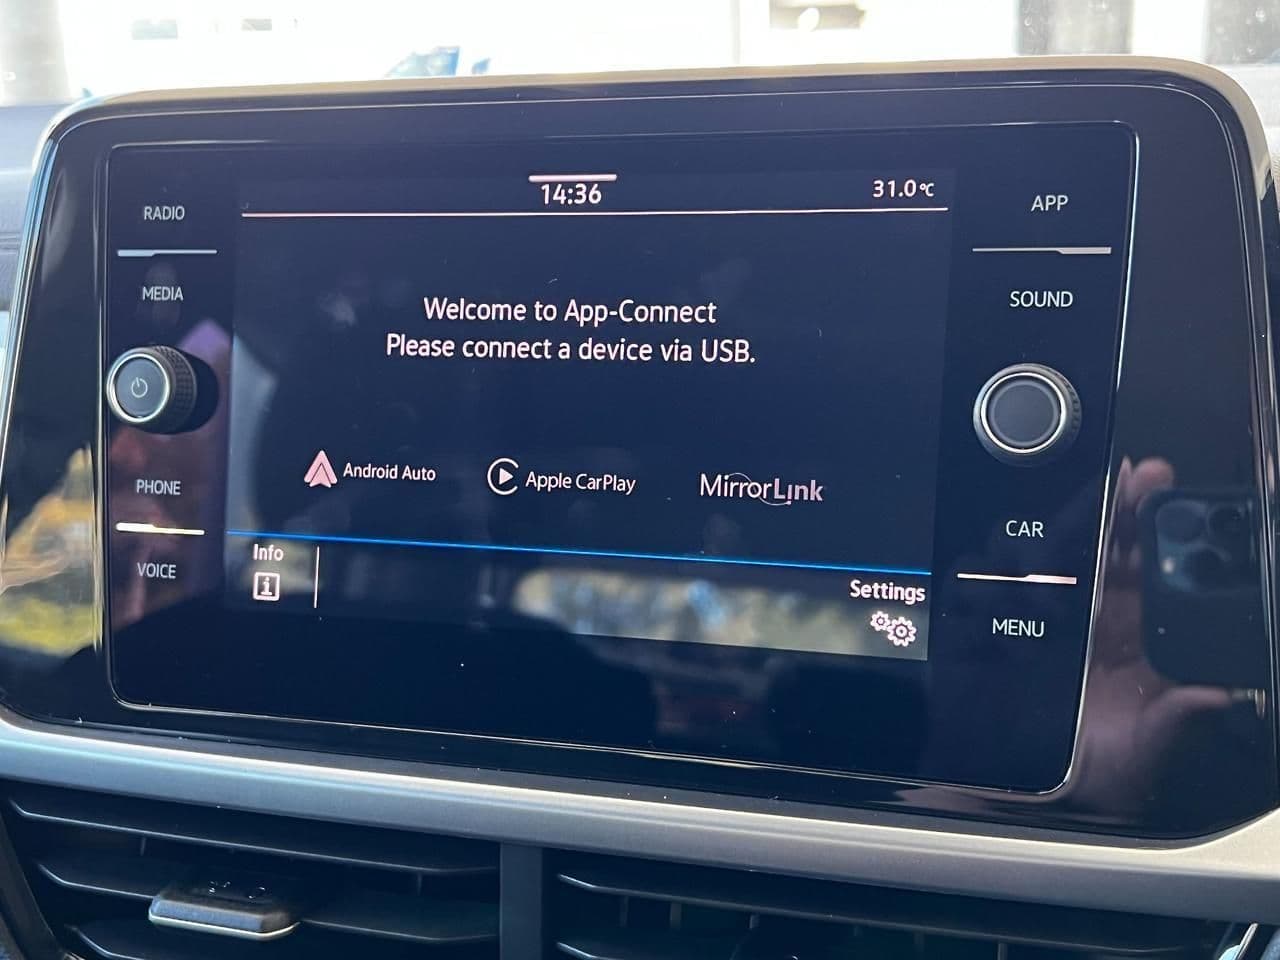 RADIO
MEDIA
PHONE
VOICE
14:36
31.0°C
Welcome to App-Connect
Please connect a device via USB.
Android Auto
Apple CarPlay
MirrorLink
Info
i
Settings
APP
SOUND
CAR
MENU